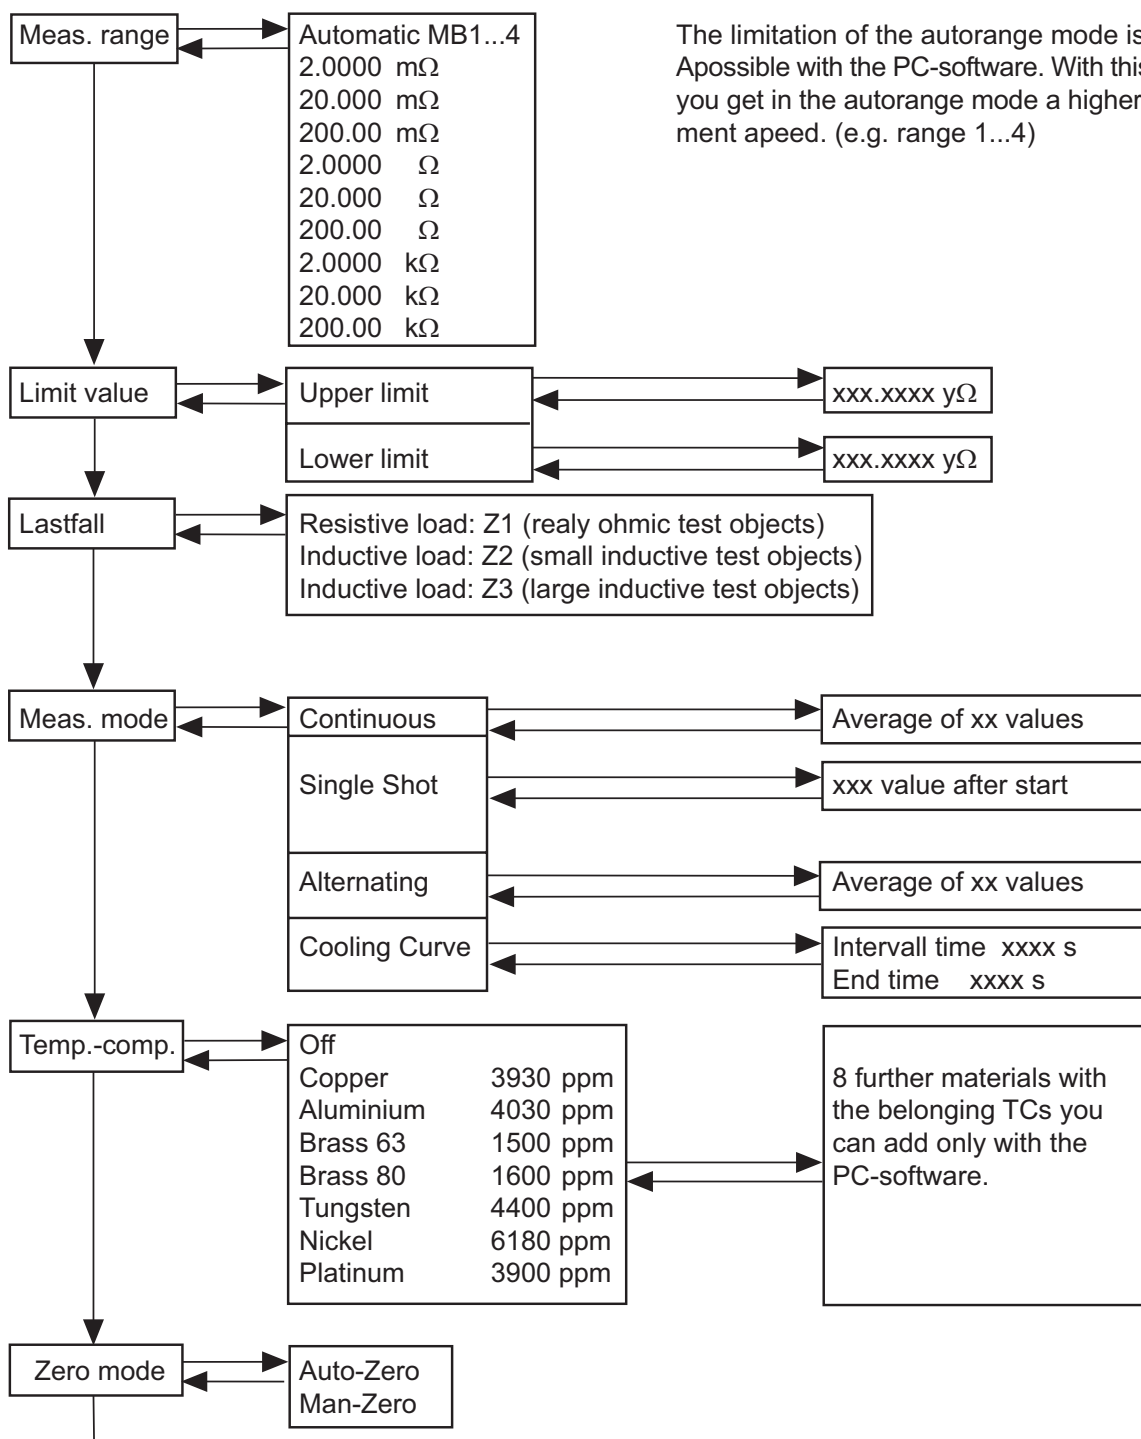 Meas. range
Automatic MB1...4
2.0000 mΩ
20.000 mΩ
200.00 mΩ
2.0000 Ω
20.000 Ω
200.00 Ω
2.0000 kΩ
20.000 kΩ
200.00 kΩ
The limitation of the autorange mode is
Apossible with the PC-software. With this
you get in the autorange mode a higher
ment apeed. (e.g. range 1...4)
Limit value
Upper limit
xxx.xxxx yΩ
Lower limit
xxx.xxxx yΩ
Lastfall
Resistive load: Z1 (realy ohmic test objects)
Inductive load: Z2 (small inductive test objects)
Inductive load: Z3 (large inductive test objects)
Meas. mode
Continuous
Average of xx values
Single Shot
xxx value after start
Alternating
Average of xx values
Cooling Curve
Intervall time xxxx s
End time xxxx s
Temp.-comp.
Off
Copper 3930 ppm
Aluminium 4030 ppm
Brass 63 1500 ppm
Brass 80 1600 ppm
Tungsten 4400 ppm
Nickel 6180 ppm
Platinum 3900 ppm
8 further materials with
the belonging TCs you
can add only with the
PC-software.
Zero mode
Auto-Zero
Man-Zero